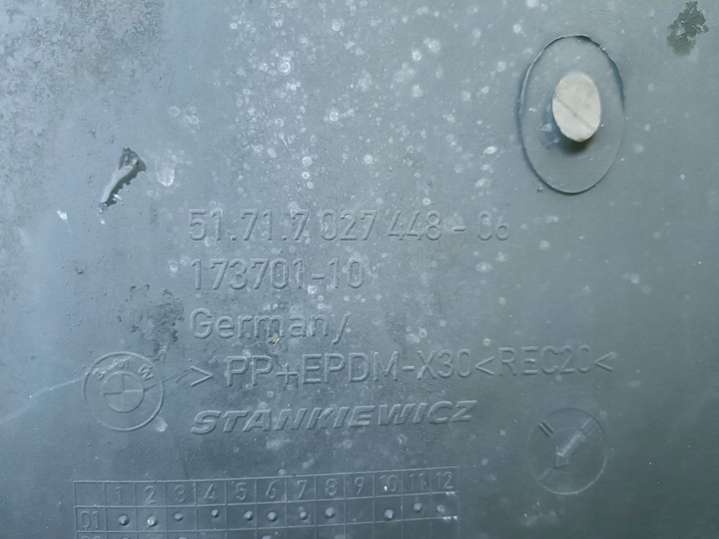 51.71.7 027 448 - 06
173701-10
Germany
> PP+EPDM-X30<REC20<
BMW
STANKIEWICZ
1 2 3 4 5 6 7 8 9 10 11 12
01